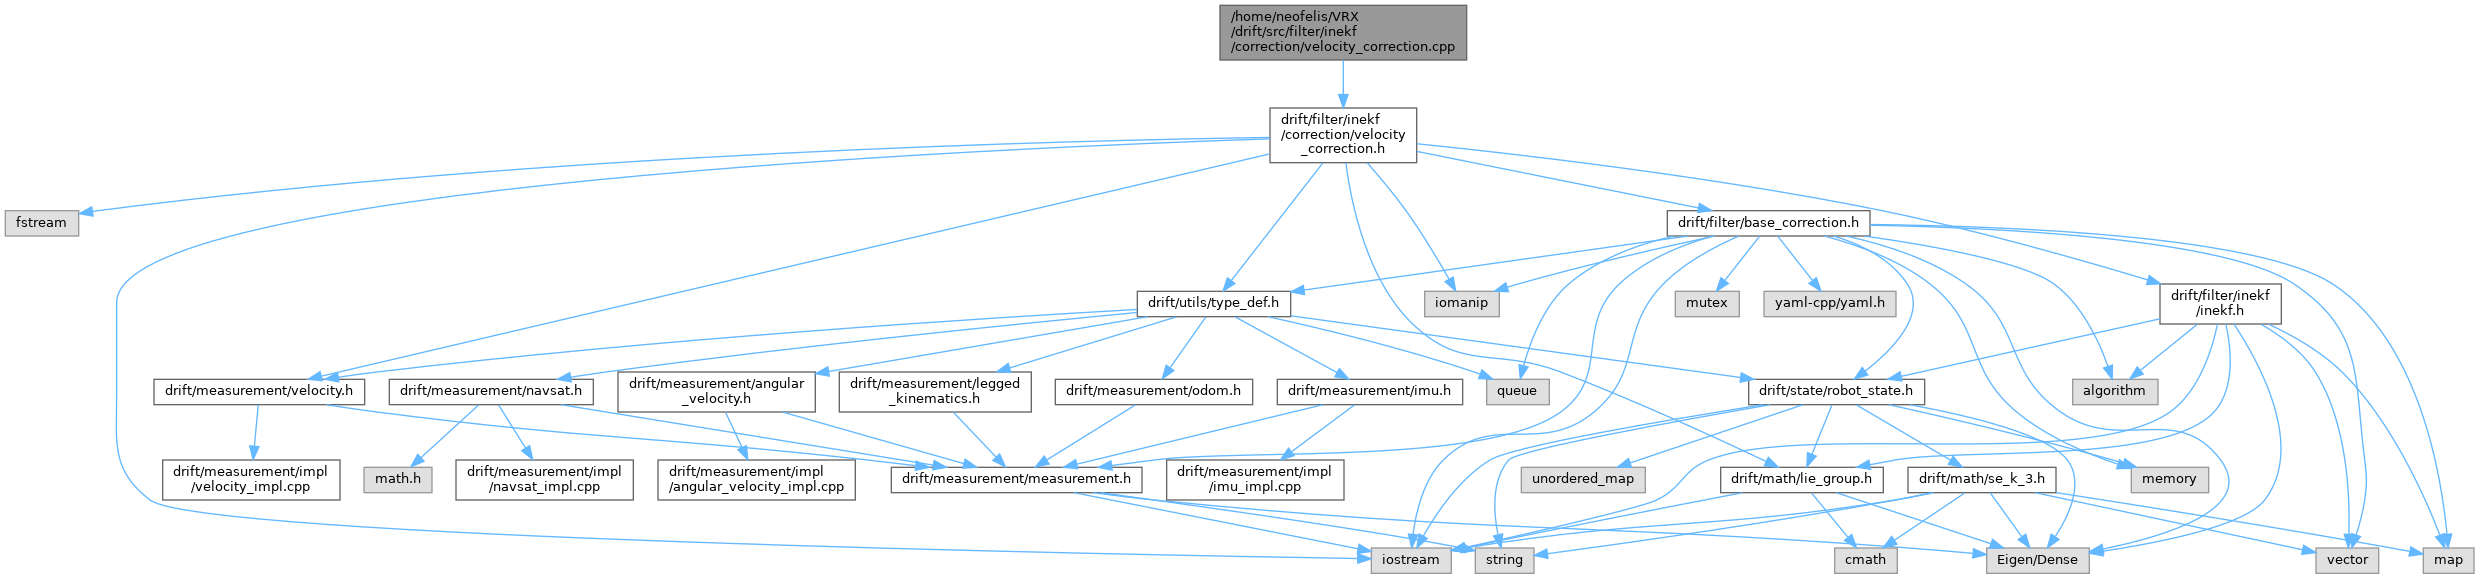 /home/neofelis/VRX
/drift/src/filter/inekf
/correction/velocity_correction.cpp
drift/filter/inekf
/correction/velocity
_correction.h
fstream
drift/filter/base_correction.h
drift/utils/type_def.h
iomanip
mutex
yaml-cpp/yaml.h
drift/filter/inekf
/inekf.h
drift/measurement/velocity.h
drift/measurement/navsat.h
drift/measurement/angular
_velocity.h
drift/measurement/legged
_kinematics.h
drift/measurement/odom.h
drift/measurement/imu.h
queue
drift/state/robot_state.h
algorithm
drift/measurement/impl
/velocity_impl.cpp
math.h
drift/measurement/impl
/navsat_impl.cpp
drift/measurement/impl
/angular_velocity_impl.cpp
drift/measurement/measurement.h
drift/measurement/impl
/imu_impl.cpp
unordered_map
drift/math/lie_group.h
drift/math/se_k_3.h
memory
iostream
string
cmath
Eigen/Dense
vector
map